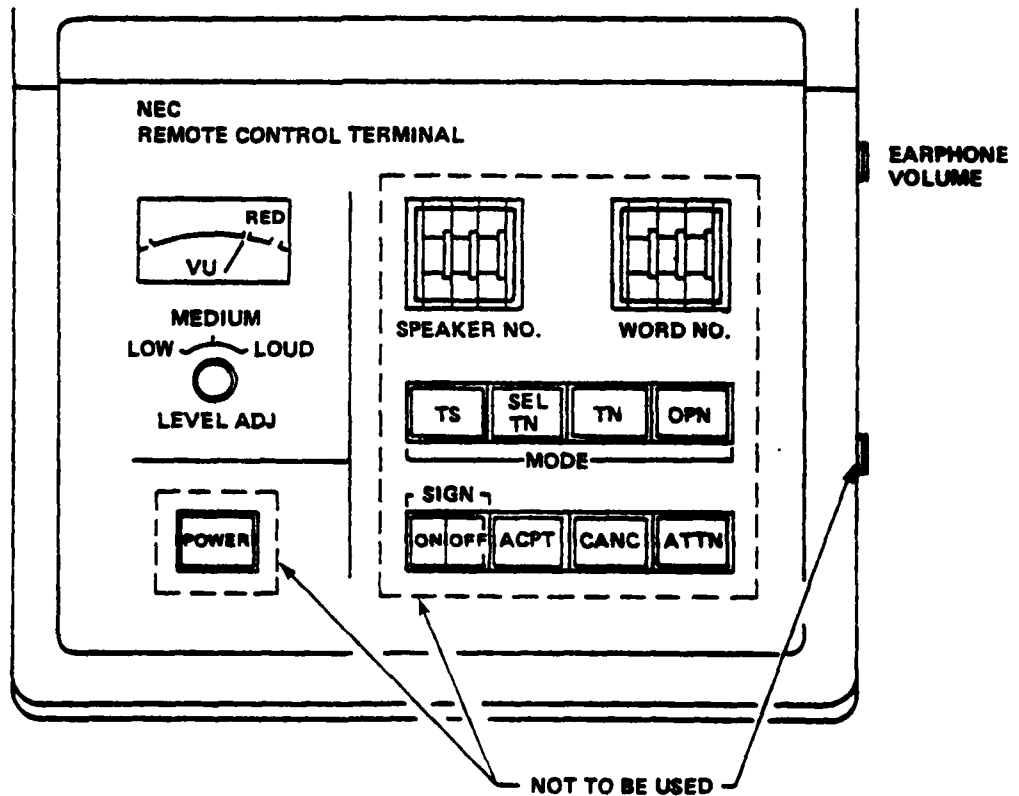 NEC
REMOTE CONTROL TERMINAL
EARPHONE
VOLUME
RED
VU
MEDIUM
LOW LOUD
LEVEL ADJ
SPEAKER NO. WORD NO.
TS SEL TN TN OPN
MODE
SIGN
POWER ON OFF ACPT CANC ATTN
NOT TO BE USED